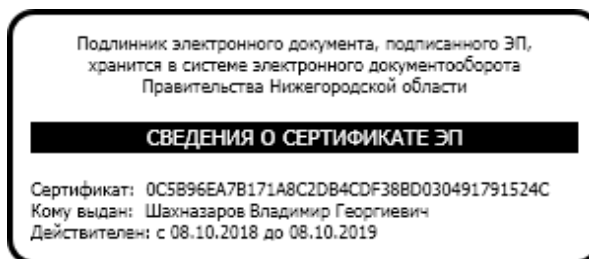 Подлинник электронного документа, подписанного ЭП,
хранится в системе электронного документооборота
Правительства Нижегородской области
СВЕДЕНИЯ О СЕРТИФИКАТЕ ЭП
Сертификат: 0C5B96EA7B171A8C2DB4CDF38BD030491791524C
Кому выдан: Шахназаров Владимир Георгиевич
Действителен: с 08.10.2018 до 08.10.2019